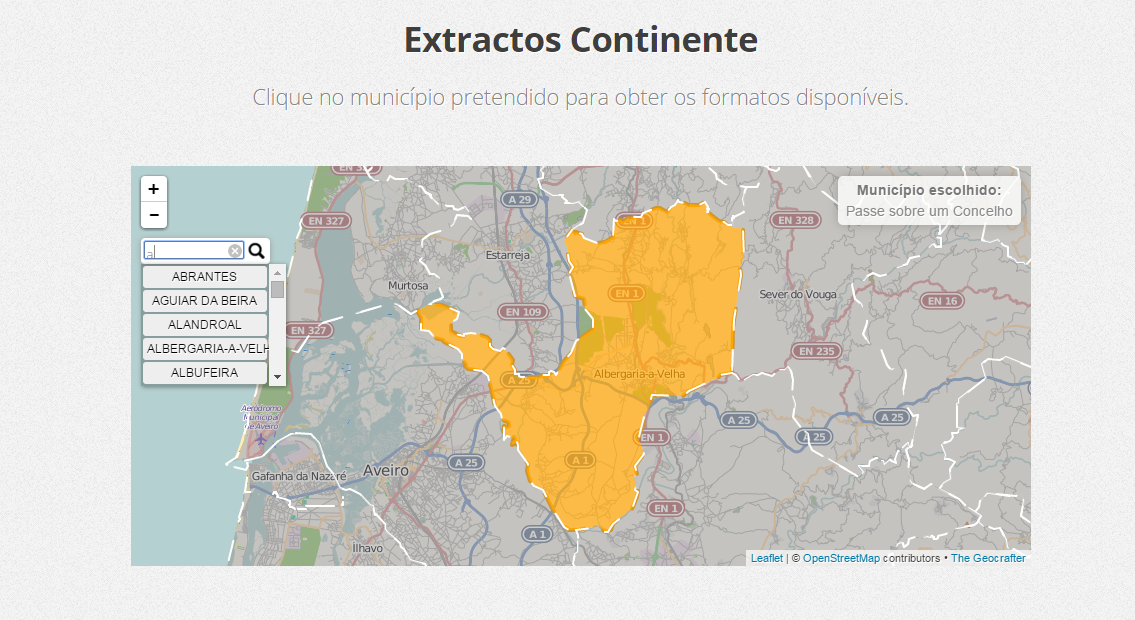 Extractos Continente
Clique no município pretendido para obter os formatos disponíveis.
+
-
Município escolhido:
Passe sobre um Concelho
ABRANTES
AGUIAR DA BEIRA
ALANDROAL
ALBERGARIA-A-VELH
ALBUFEIRA
EN 327
A 29
EN 1
EN 328
Estarreja
Murtosa
EN 1
Sever do Vouga
EN 16
EN 109
EN 327
EN 235
Albergaria-a-Velha
A 25
Aeródromo
Municipal
de Aveiro
A 25
A 25
A 25
EN 1
A 25
A 1
Aveiro
Gafanha da Nazaré
EN 1
A 1
Ílhavo
Leaflet | © OpenStreetMap contributors • The Geocrafter